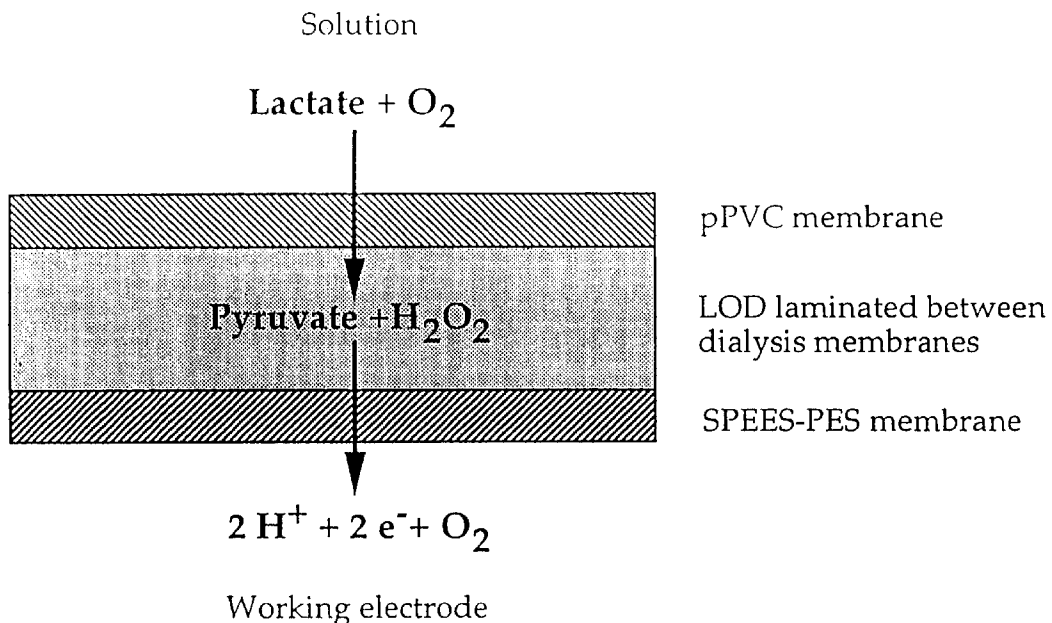 Solution
Lactate + O2
pPVC membrane
Pyruvate +H2O2
LOD laminated between
dialysis membranes
SPEES-PES membrane
2 H+ + 2 e-+ O2
Working electrode